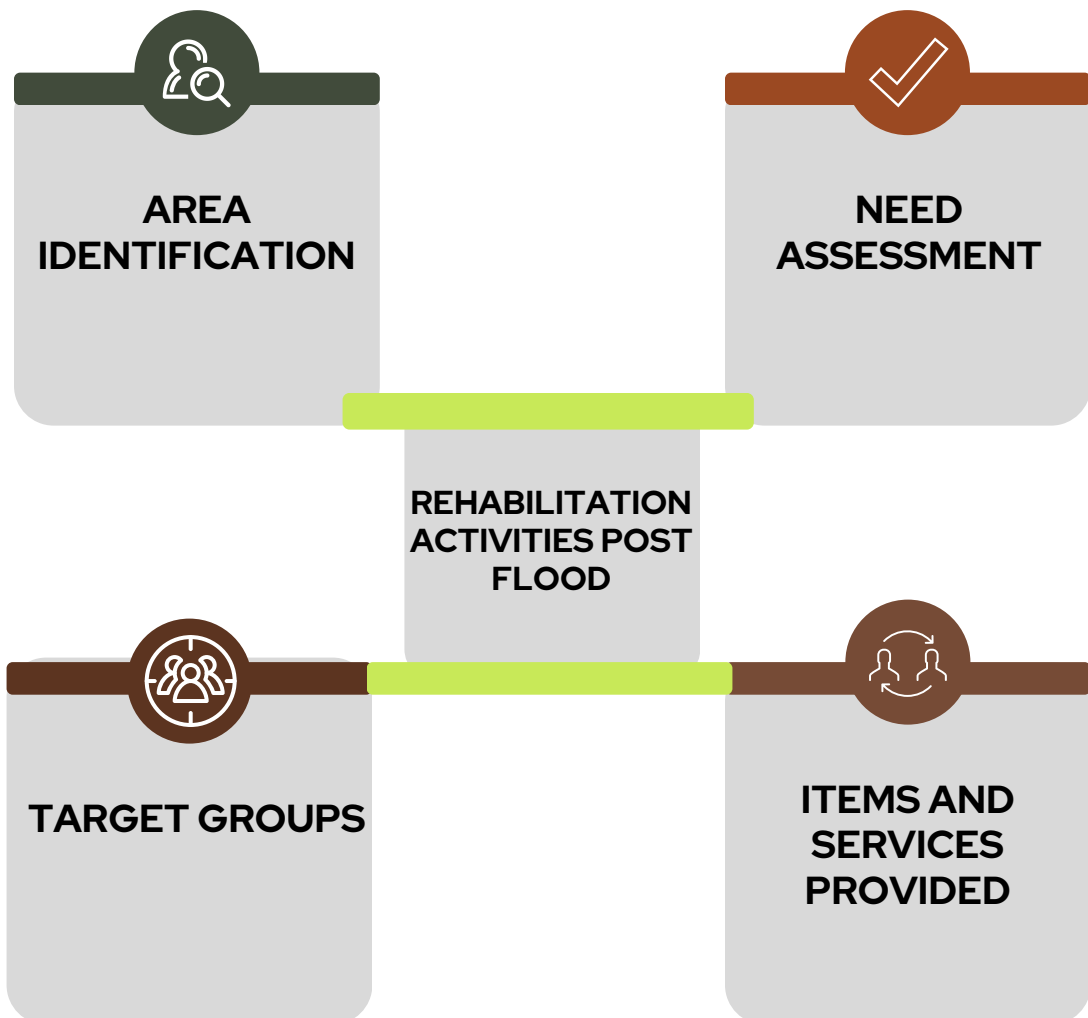 AREA
IDENTIFICATION
NEED
ASSESSMENT
REHABILITATION
ACTIVITIES POST
FLOOD
TARGET GROUPS
ITEMS AND
SERVICES
PROVIDED